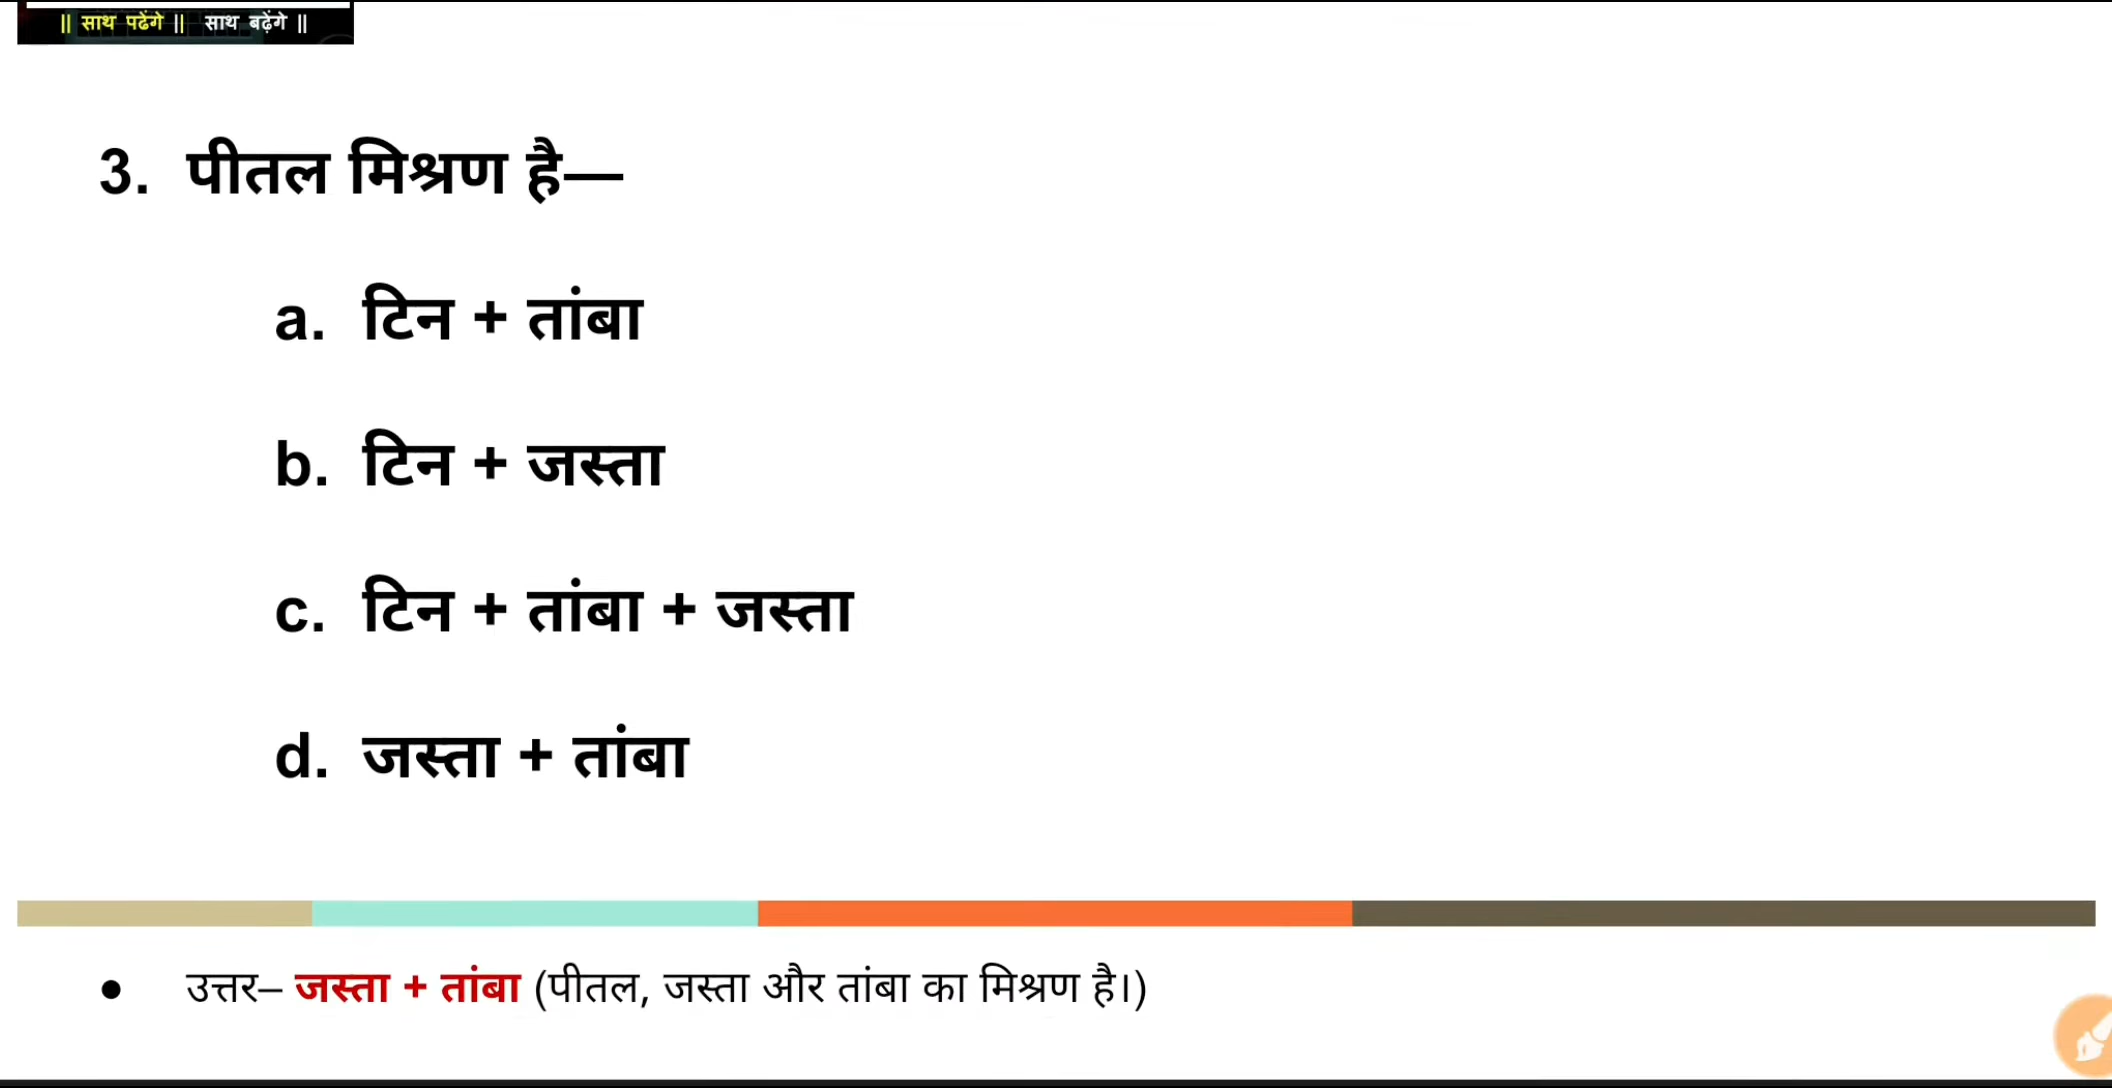 || साथ पढेंगे || साथ बढ़ेंगे ||
3. पीतल मिश्रण है—
a. टिन + तांबा
b. टिन + जस्ता
c. टिन + तांबा + जस्ता
d. जस्ता + तांबा
● उत्तर– जस्ता + तांबा (पीतल, जस्ता और तांबा का मिश्रण है।)